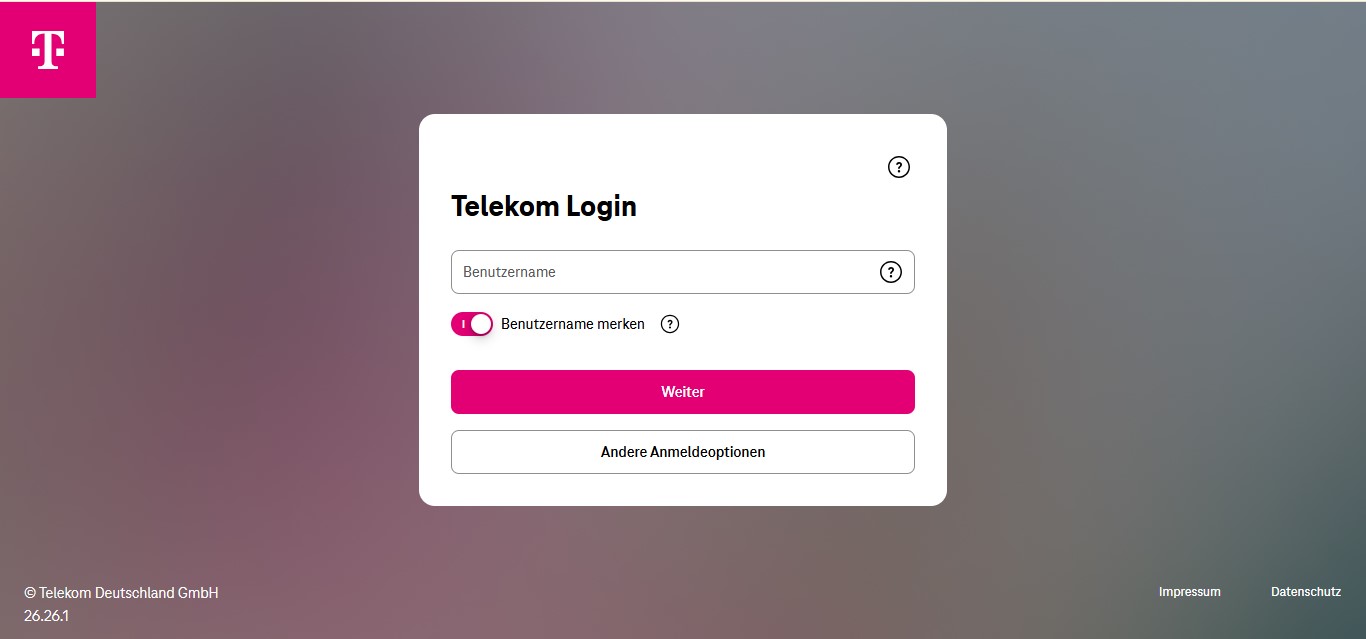 T
?
Telekom Login
Benutzername ?
Benutzername merken ?
Weiter
Andere Anmeldeoptionen
© Telekom Deutschland GmbH
26.26.1
Impressum Datenschutz